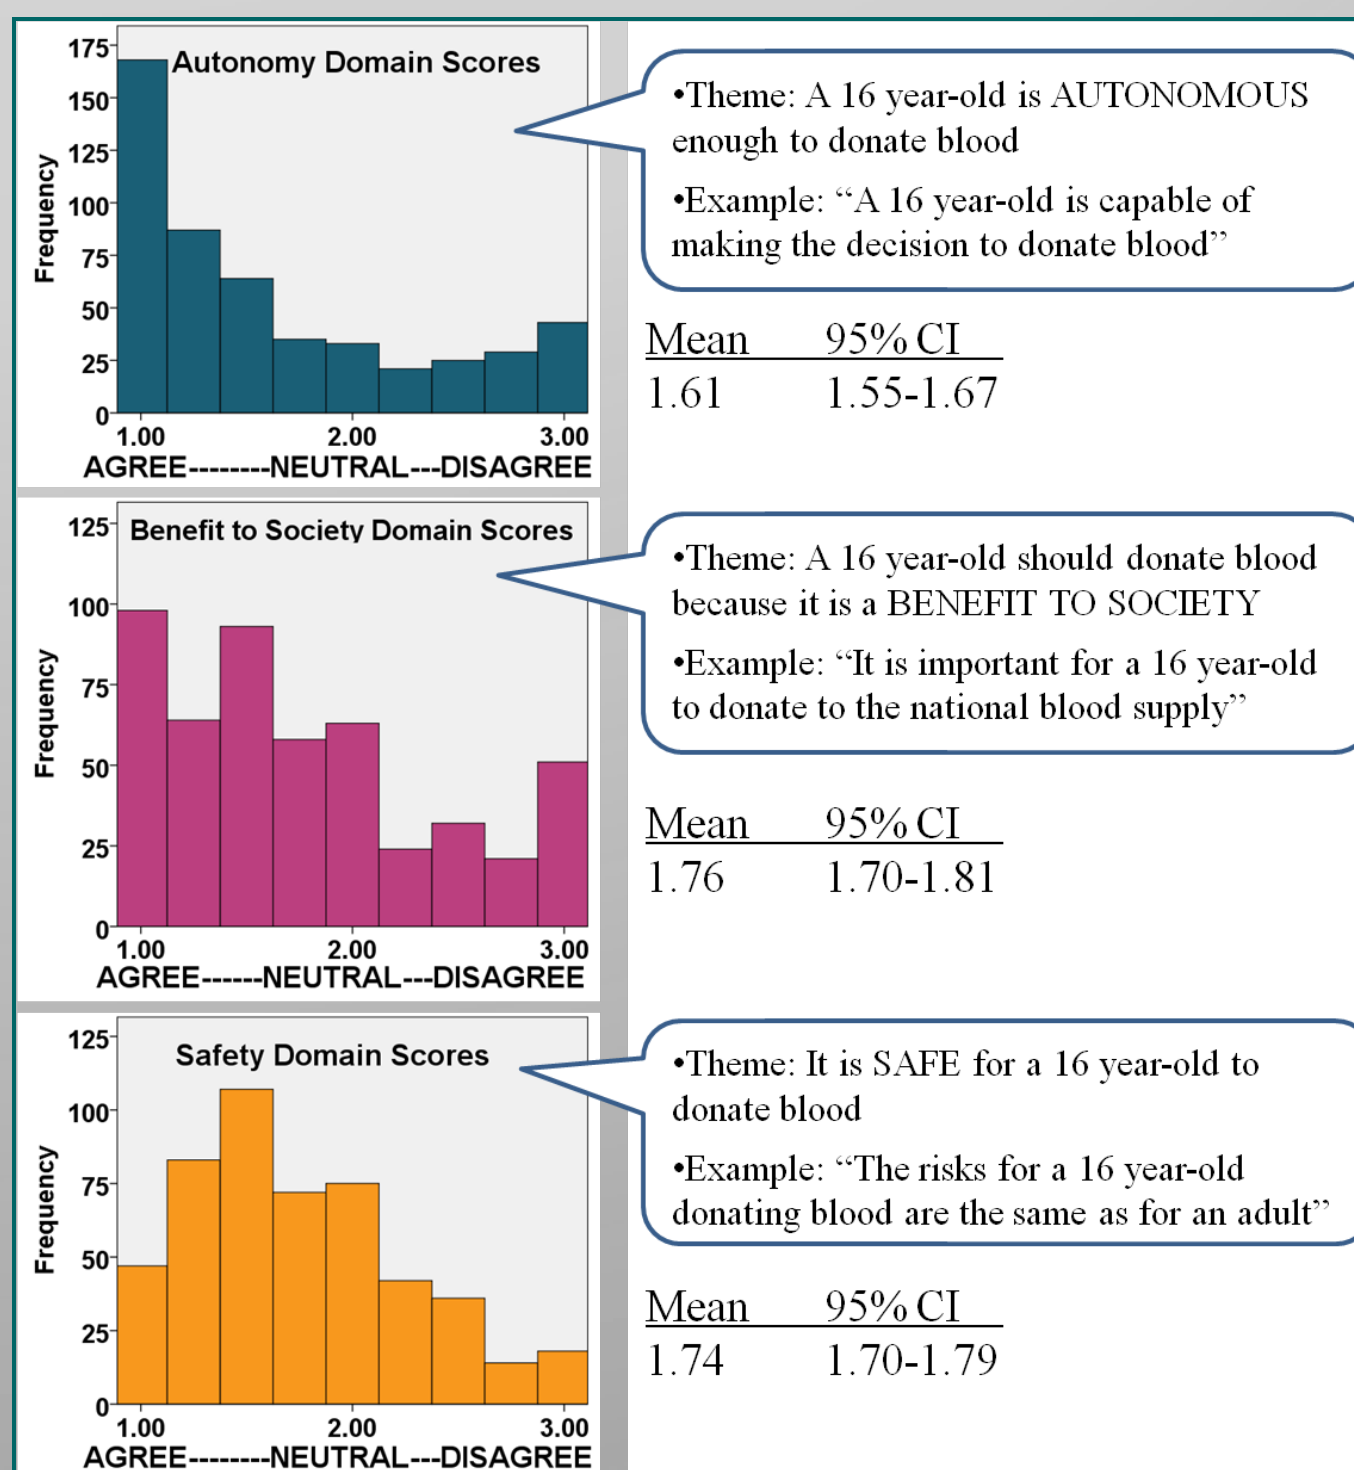 Autonomy Domain Scores
175
150
125
100
75
50
25
0
Frequency
1.00 2.00 3.00
AGREE--------NEUTRAL---DISAGREE
•Theme: A 16 year-old is AUTONOMOUS
enough to donate blood
•Example: “A 16 year-old is capable of
making the decision to donate blood”
Mean 95% CI
1.61 1.55-1.67
Benefit to Society Domain Scores
125
100
75
50
25
0
Frequency
1.00 2.00 3.00
AGREE------NEUTRAL---DISAGREE
•Theme: A 16 year-old should donate blood
because it is a BENEFIT TO SOCIETY
•Example: “It is important for a 16 year-old
to donate to the national blood supply”
Mean 95% CI
1.76 1.70-1.81
Safety Domain Scores
125
100
75
50
25
0
Frequency
1.00 2.00 3.00
AGREE--------NEUTRAL---DISAGREE
•Theme: It is SAFE for a 16 year-old to
donate blood
•Example: “The risks for a 16 year-old
donating blood are the same as for an adult”
Mean 95% CI
1.74 1.70-1.79